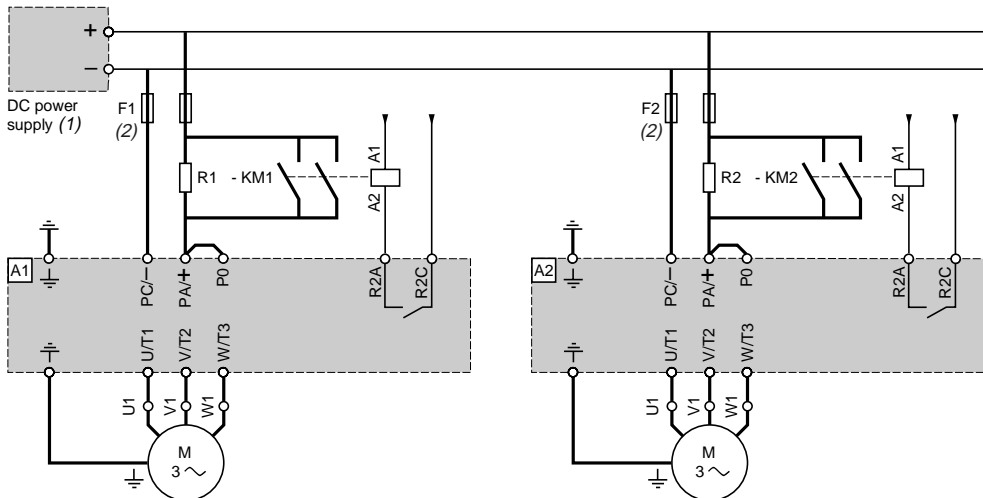 +
−
DC power
supply (1)
F1
(2)
F2
(2)
A1
A1
R1
- KM1
R2
- KM2
A2
A2
A1
PC/−
PA/+
P0
R2A
R2C
A2
PC/−
PA/+
P0
R2A
R2C
U/T1
V/T2
W/T3
U/T1
V/T2
W/T3
U1
V1
W1
U1
V1
W1
M
3
M
3